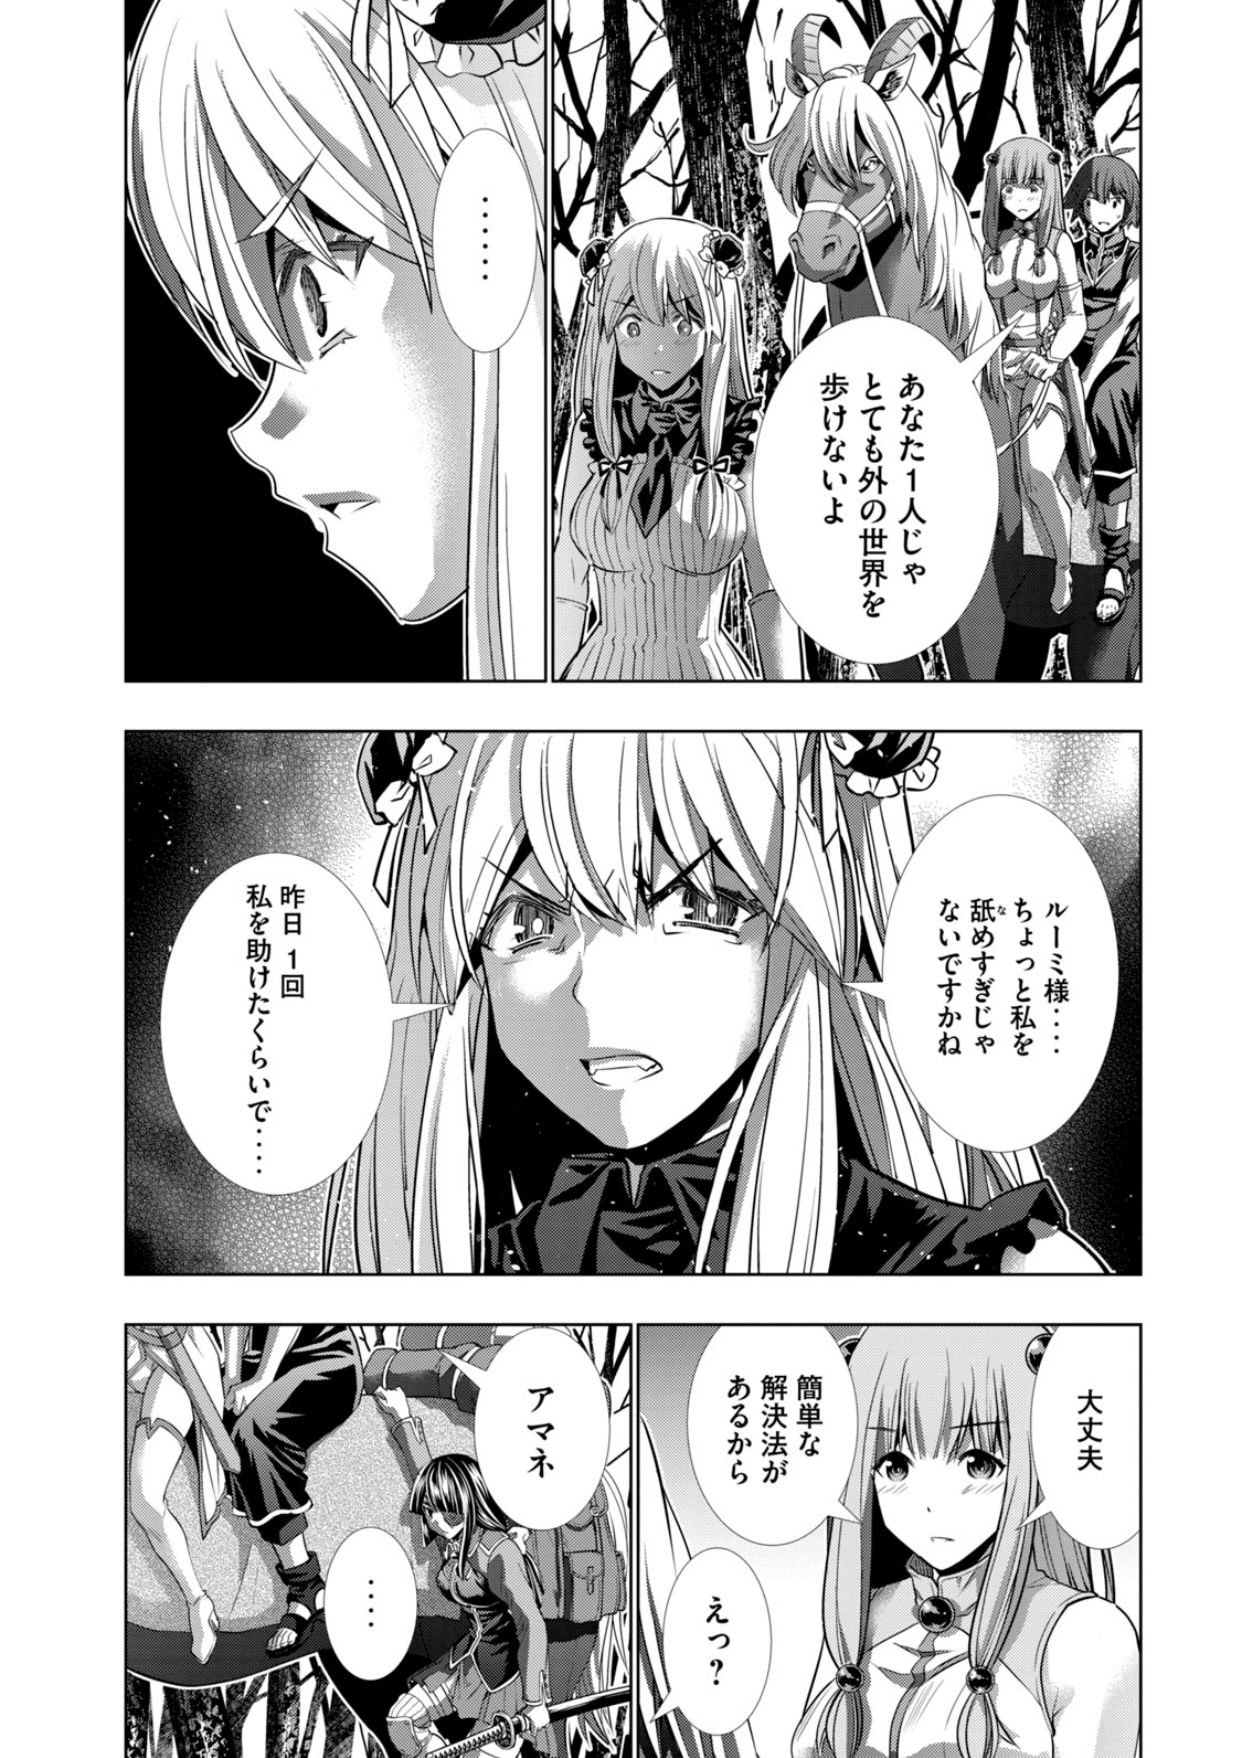 あなた1人じゃ
とても外の世界を
歩けないよ
‥‥‥
ルーミ様‥‥
ちょっと私を
舐めすぎじゃ
な
ないですかね
昨日1回
私を助けたくらいで‥‥‥
大丈夫
簡単な
解決法が
あるから
えっ？
アマネ
‥‥